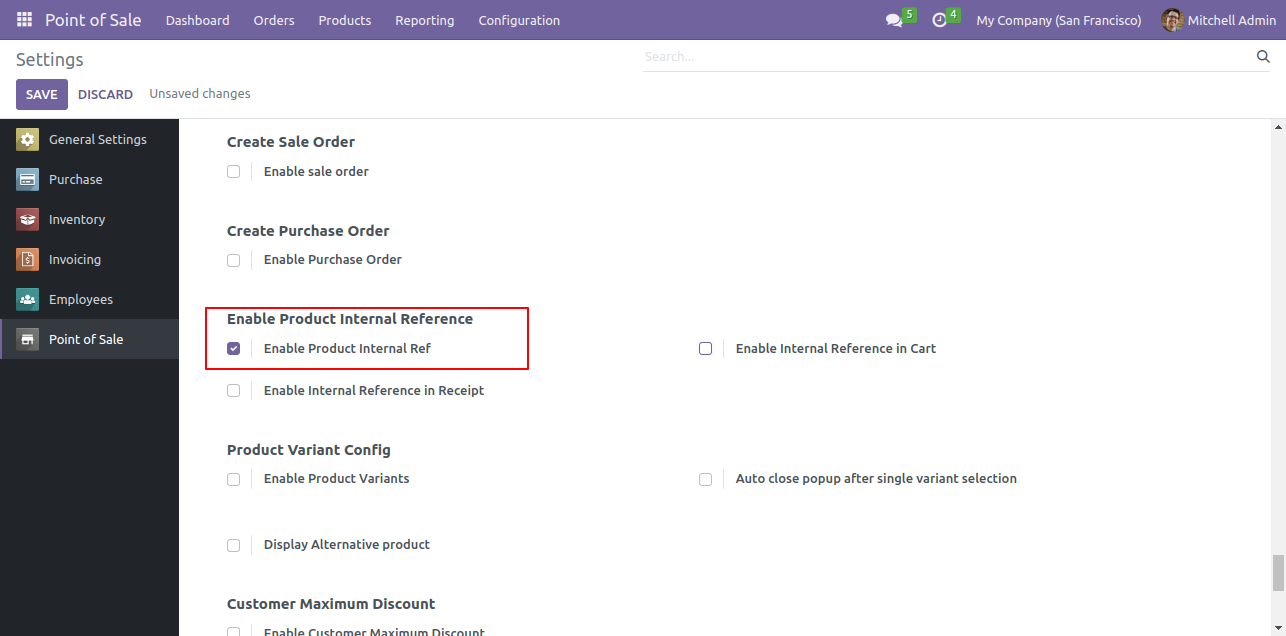 Point of Sale Dashboard Orders Products Reporting Configuration 5 4 My Company (San Francisco) Mitchell Admin
Settings
Search...
SAVE DISCARD Unsaved changes
General Settings
Purchase
Inventory
Invoicing
Employees
Point of Sale
Create Sale Order
Enable sale order
Create Purchase Order
Enable Purchase Order
Enable Product Internal Reference
Enable Product Internal Ref
Enable Internal Reference in Cart
Enable Internal Reference in Receipt
Product Variant Config
Enable Product Variants
Auto close popup after single variant selection
Display Alternative product
Customer Maximum Discount
Enable Customer Maximum Discount